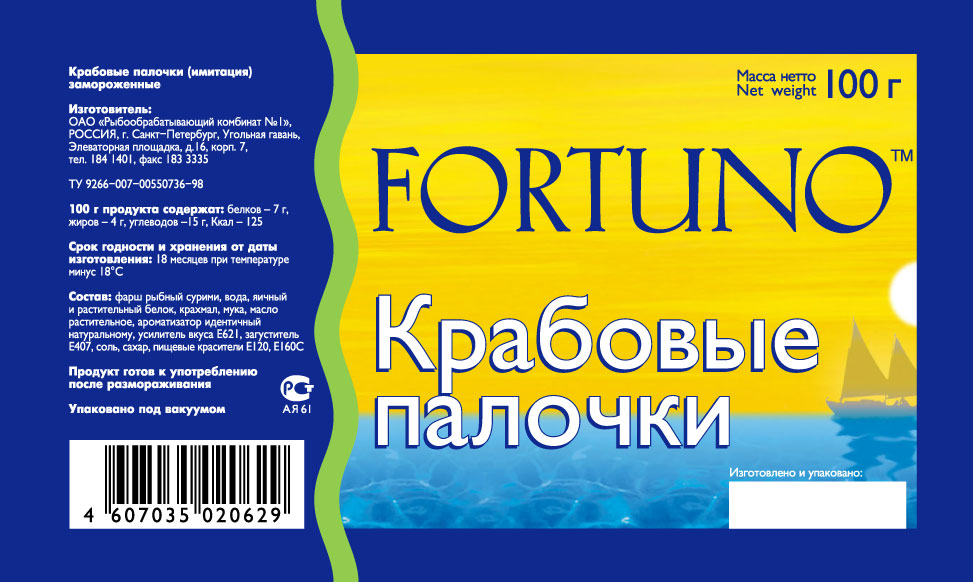 Крабовые палочки (имитация)
замороженные
Изготовитель:
ОАО «Рыбообрабатывающий комбинат №1»,
РОССИЯ, г. Санкт–Петербург, Угольная гавань,
Элеваторная площадка, д.16, корп. 7,
тел. 184 1401, факс 183 3335
ТУ 9266–007–00550736–98
100 г продукта содержат: белков – 7 г,
жиров – 4 г, углеводов –15 г, Ккал – 125
Срок годности и хранения от даты
изготовления: 18 месяцев при температуре
минус 18°С
Состав: фарш рыбный сурими, вода, яичный
и растительный белок, крахмал, мука, масло
растительное, ароматизатор идентичный
натуральному, усилитель вкуса Е621, загуститель
Е407, соль, сахар, пищевые красители Е120, Е160С
Продукт готов к употреблению
после размораживания
Упаковано под вакуумом
РСТ
АЯ61
4 607035 020629
Масса нетто
Net weight 100 г
FORTUNO™
Крабовые
палочки
Изготовлено и упаковано: